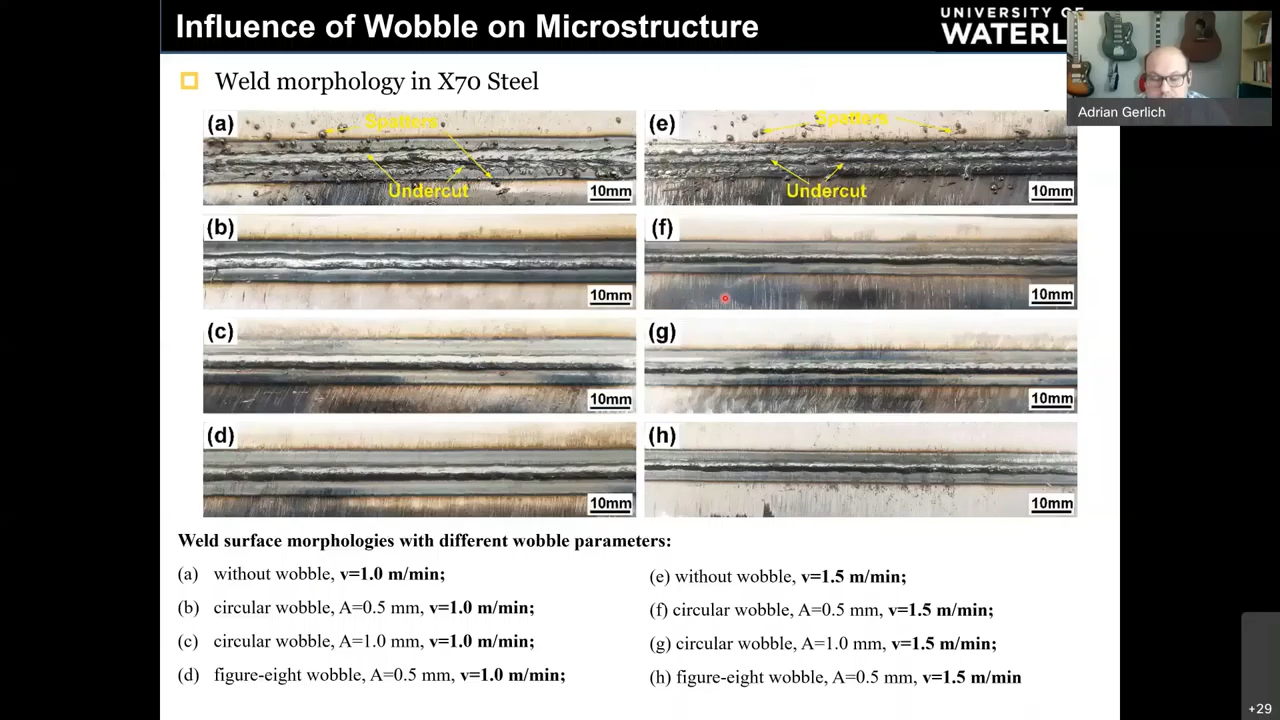 Influence of Wobble on Microstructure
UNIVERSITY OF
WATERL
Adrian Gerlich
Weld morphology in X70 Steel
(a)
Spatters
Undercut
10mm
(e)
Spatters
Undercut
10mm
(b)
10mm
(f)
10mm
(c)
10mm
(g)
10mm
(d)
10mm
(h)
10mm
Weld surface morphologies with different wobble parameters:
(a) without wobble, v=1.0 m/min;
(b) circular wobble, A=0.5 mm, v=1.0 m/min;
(c) circular wobble, A=1.0 mm, v=1.0 m/min;
(d) figure-eight wobble, A=0.5 mm, v=1.0 m/min;
(e) without wobble, v=1.5 m/min;
(f) circular wobble, A=0.5 mm, v=1.5 m/min;
(g) circular wobble, A=1.0 mm, v=1.5 m/min;
(h) figure-eight wobble, A=0.5 mm, v=1.5 m/min
+29